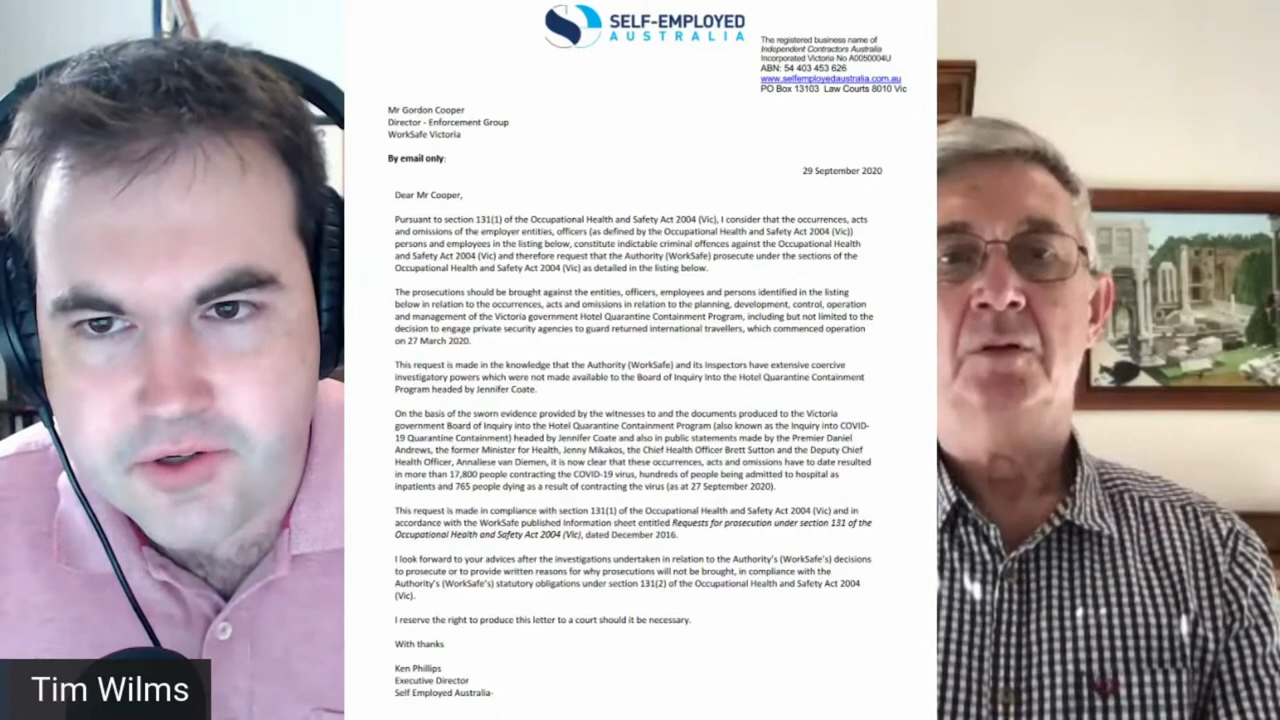 SELF-EMPLOYED
AUSTRALIA
The registered business name of
Independent Contractors Australia
Incorporated Victoria No A0050004U
ABN: 54 403 453 626
www.selfemployedaustralia.com.au
PO Box 13103 Law Courts 8010 Vic
Mr Gordon Cooper
Director - Enforcement Group
WorkSafe Victoria
By email only:
29 September 2020
Dear Mr Cooper,
Pursuant to section 131(1) of the Occupational Health and Safety Act 2004 (Vic), I consider that the occurrences, acts
and omissions of the employer entities, officers (as defined by the Occupational Health and Safety Act 2004 (Vic))
persons and employees in the listing below, constitute indictable criminal offences against the Occupational Health
and Safety Act 2004 (Vic) and therefore request that the Authority (WorkSafe) prosecute under the sections of the
Occupational Health and Safety Act 2004 (Vic) as detailed in the listing below.
The prosecutions should be brought against the entities, officers, employees and persons identified in the listing
below in relation to the occurrences, acts and omissions in relation to the planning, development, control, operation
and management of the Victoria government Hotel Quarantine Containment Program, including but not limited to the
decision to engage private security agencies to guard returned international travellers, which commenced operation
on 27 March 2020.
This request is made in the knowledge that the Authority (WorkSafe) and its Inspectors have extensive coercive
investigatory powers which were not made available to the Board of Inquiry into the Hotel Quarantine Containment
Program headed by Jennifer Coate.
On the basis of the sworn evidence provided by the witnesses to and the documents produced to the Victoria
government Board of Inquiry into the Hotel Quarantine Containment Program (also known as the Inquiry into COVID-
19 Quarantine Containment) headed by Jennifer Coate and also in public statements made by the Premier Daniel
Andrews, the former Minister for Health, Jenny Mikakos, the Chief Health Officer Brett Sutton and the Deputy Chief
Health Officer, Annaliese van Diemen, it is now clear that these occurrences, acts and omissions have to date resulted
in more than 17,800 people contracting the COVID-19 virus, hundreds of people being admitted to hospital as
inpatients and 765 people dying as a result of contracting the virus (as at 27 September 2020).
This request is made in compliance with section 131(1) of the Occupational Health and Safety Act 2004 (Vic) and in
accordance with the WorkSafe published Information sheet entitled Requests for prosecution under section 131 of the
Occupational Health and Safety Act 2004 (Vic), dated December 2016.
I look forward to your advices after the investigations undertaken in relation to the Authority's (WorkSafe's) decisions
to prosecute or to provide written reasons for why prosecutions will not be brought, in compliance with the
Authority's (WorkSafe's) statutory obligations under section 131(2) of the Occupational Health and Safety Act 2004
(Vic).
I reserve the right to produce this letter to a court should it be necessary.
With thanks
Ken Phillips
Executive Director
Self Employed Australia-
Tim Wilms